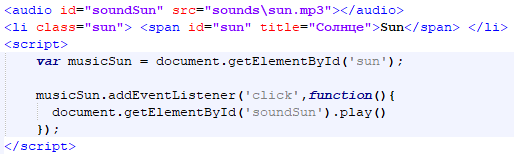 <audio id="soundSun" src="sounds\sun.mp3"></audio>
<li class="sun"> <span id="sun" title="Солнце">Sun</span> </li>
<script>
var musicSun = document.getElementById('sun');
musicSun.addEventListener('click',function(){
document.getElementById('soundSun').play()
});
</script>